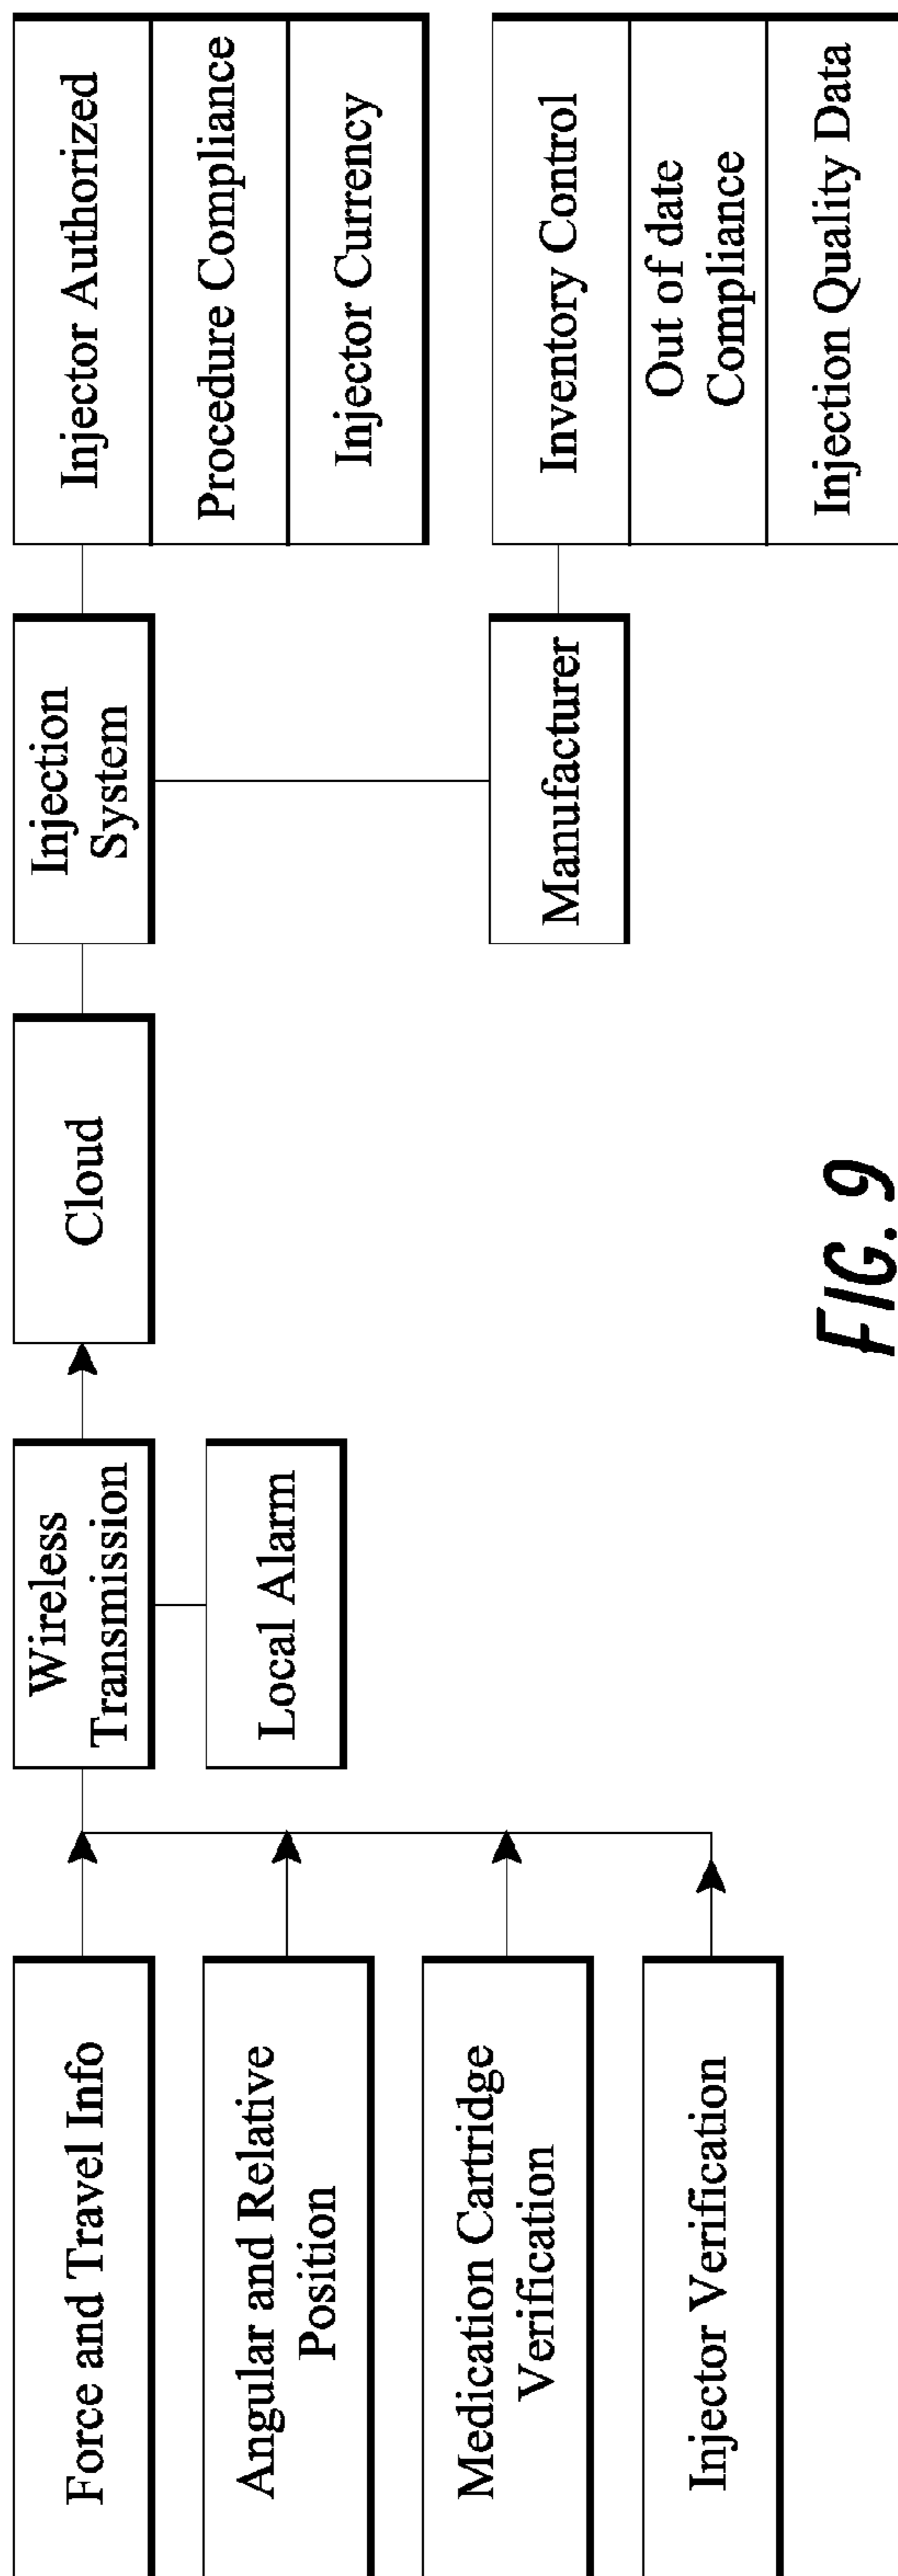 Force and Travel Info
Angular and Relative
Position
Medication Cartridge
Verification
Injector Verification
Wireless
Transmission
Local Alarm
Cloud
Injection
System
Manufacturer
Injector Authorized
Procedure Compliance
Injector Currency
Inventory Control
Out of date
Compliance
Injection Quality Data
FIG. 9